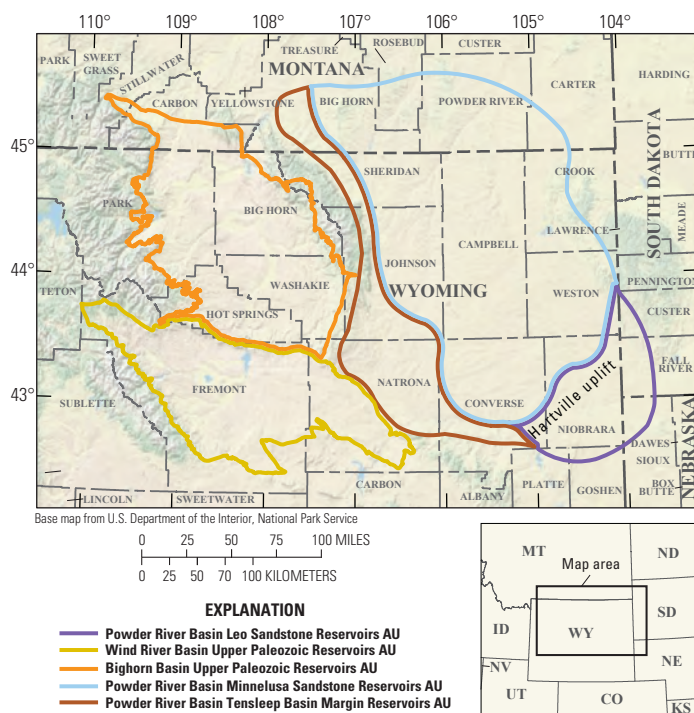 110° 109° 108° 107° 106° 105° 104°
PARK
SWEET
GRASS
STILLWATER
CARBON
YELLOWSTONE
TREASURE
ROSEBUD
CUSTER
MONTANA
BIG HORN
POWDER RIVER
CARTER
HARDING
45°
SHERIDAN
CROOK
BUTTE
SOUTH DAKOTA
MEADE
PARK
BIG HORN
CAMPBELL
LAWRENCE
44°
JOHNSON
TETON
WASHAKIE
WYOMING
WESTON
PENNINGTON
HOT SPRINGS
CUSTER
43°
FREMONT
NATRONA
CONVERSE
Hartville uplift
FALL
RIVER
SUBLETTE
NIOBRARA
DAWES
SIOUX
NEBRASKA
LINCOLN
SWEETWATER
CARBON
ALBANY
PLATTE
GOSHEN
BOX
BUTTE
Base map from U.S. Department of the Interior, National Park Service
0 25 50 75 100 MILES
0 25 50 70 100 KILOMETERS
EXPLANATION
Powder River Basin Leo Sandstone Reservoirs AU
Wind River Basin Upper Paleozoic Reservoirs AU
Bighorn Basin Upper Paleozoic Reservoirs AU
Powder River Basin Minnelusa Sandstone Reservoirs AU
Powder River Basin Tensleep Basin Margin Reservoirs AU
MT
ND
Map area
ID
WY
SD
NV
NE
UT
CO
KS